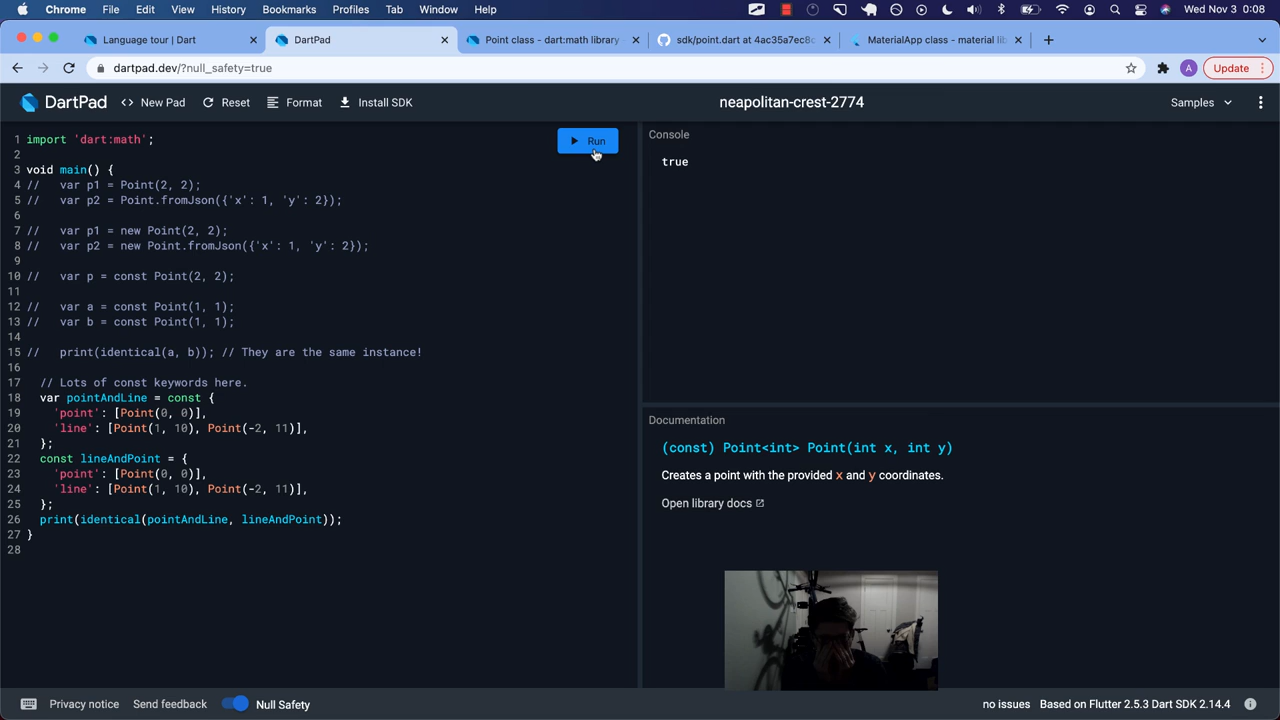 Chrome File Edit View History Bookmarks Profiles Tab Window Help Wed Nov 3 0:08
Language tour | Dart
DartPad
Point class - dart:math library
sdk/point.dart at 4ac35a7ec8c
MaterialApp class - material lib
dartpad.dev/?null_safety=true
A
Update
DartPad
<> New Pad Reset Format Install SDK
neapolitan-crest-2774
Samples
Run
1 import 'dart:math';
2
3 void main() {
4 //   var p1 = Point(2, 2);
5 //   var p2 = Point.fromJson({'x': 1, 'y': 2});
6
7 //   var p1 = new Point(2, 2);
8 //   var p2 = new Point.fromJson({'x': 1, 'y': 2});
9
10 //   var p = const Point(2, 2);
11
12 //   var a = const Point(1, 1);
13 //   var b = const Point(1, 1);
14
15 //   print(identical(a, b)); // They are the same instance!
16
17   // Lots of const keywords here.
18   var pointAndLine = const {
19     'point': [Point(0, 0)],
20     'line': [Point(1, 10), Point(-2, 11)],
21   };
22   const lineAndPoint = {
23     'point': [Point(0, 0)],
24     'line': [Point(1, 10), Point(-2, 11)],
25   };
26   print(identical(pointAndLine, lineAndPoint));
27 }
28
Console
true
Documentation
(const) Point<int> Point(int x, int y)
Creates a point with the provided x and y coordinates.
Open library docs
Privacy notice Send feedback Null Safety
no issues Based on Flutter 2.5.3 Dart SDK 2.14.4